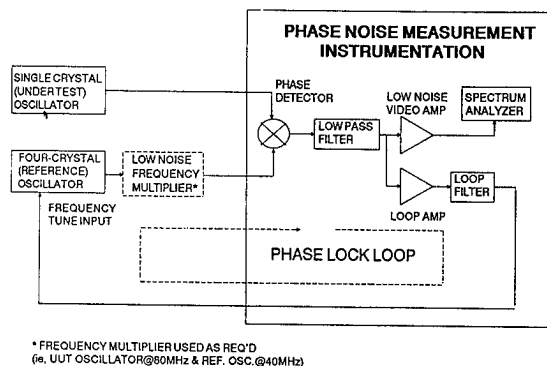 PHASE NOISE MEASUREMENT
INSTRUMENTATION
SINGLE CRYSTAL
(UNDER TEST)
OSCILLATOR
PHASE
DETECTOR
LOW NOISE
VIDEO AMP
SPECTRUM
ANALYZER
LOW PASS
FILTER
FOUR-CRYSTAL
(REFERENCE)
OSCILLATOR
LOW NOISE
FREQUENCY
MULTIPLIER*
LOOP
FILTER
LOOP AMP
FREQUENCY
TUNE INPUT
PHASE LOCK LOOP
* FREQUENCY MULTIPLIER USED AS REQ'D
(ie, UUT OSCILLATOR@80MHz & REF. OSC.@40MHz)